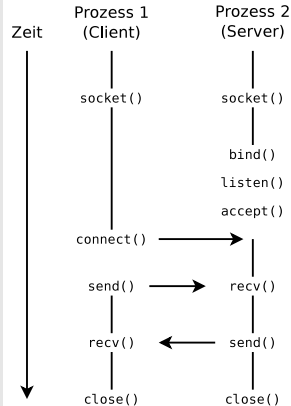 Zeit
Prozess 1
(Client)
Prozess 2
(Server)
socket()
socket()
bind()
listen()
accept()
connect()
send()
recv()
recv()
send()
close()
close()